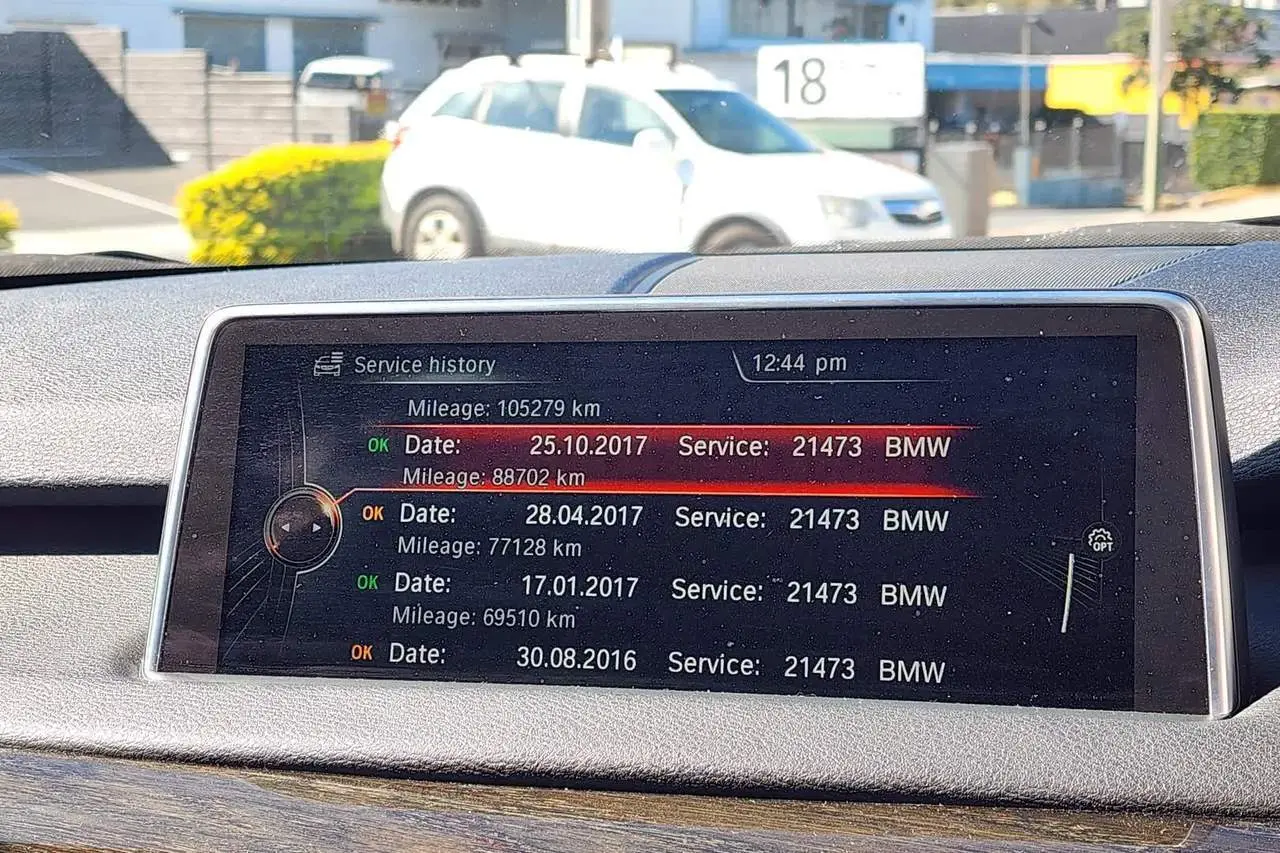 18
Service history 12:44 pm
Mileage: 105279 km
OK Date: 25.10.2017 Service: 21473 BMW
Mileage: 88702 km
OK Date: 28.04.2017 Service: 21473 BMW
Mileage: 77128 km
OPT
OK Date: 17.01.2017 Service: 21473 BMW
Mileage: 69510 km
OK Date: 30.08.2016 Service: 21473 BMW